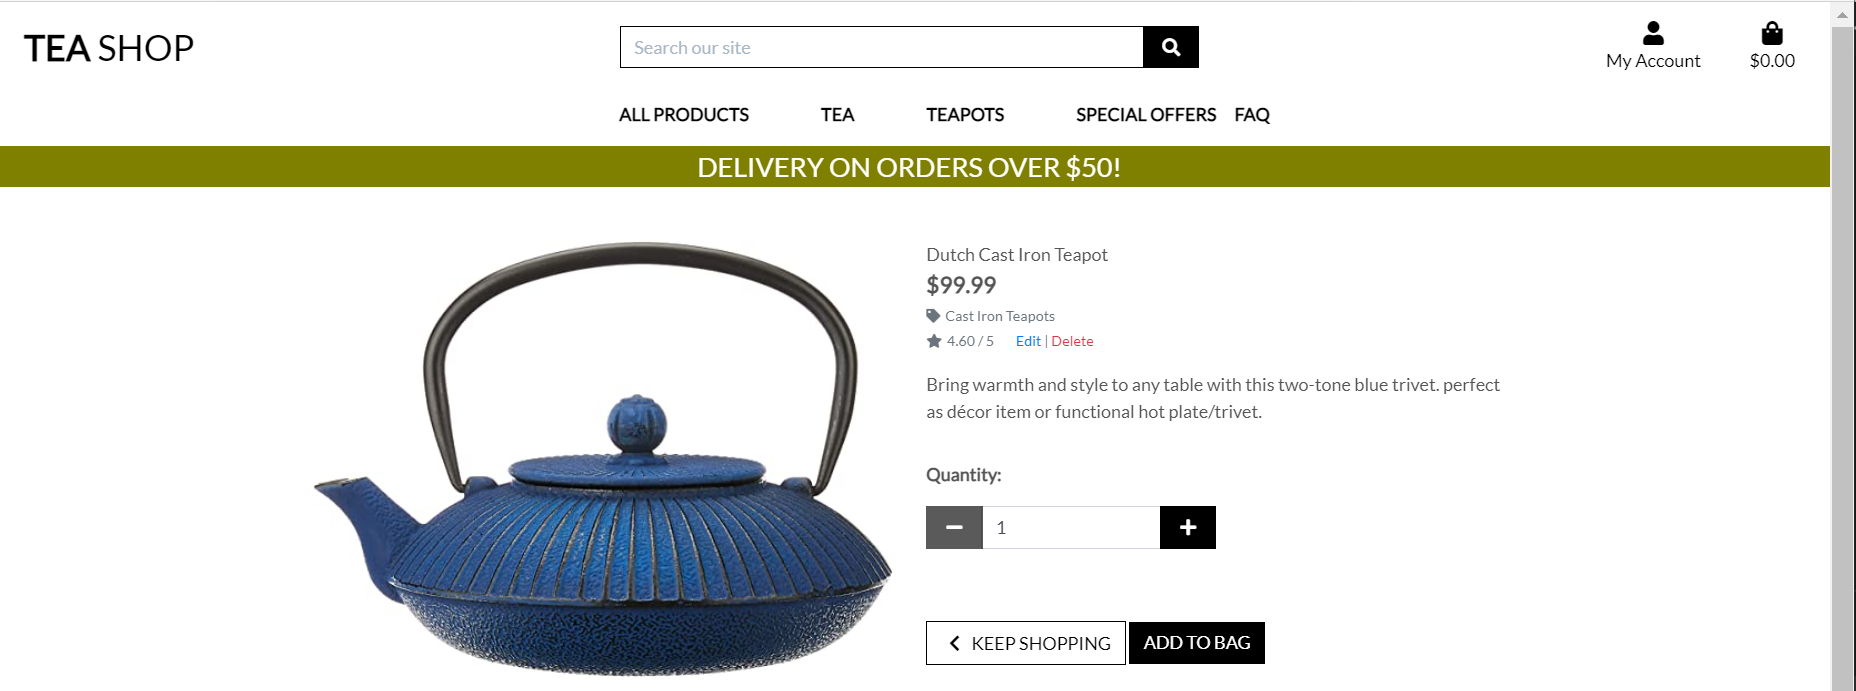 TEA SHOP
Search our site
My Account
$0.00
ALL PRODUCTS TEA TEAPOTS SPECIAL OFFERS FAQ
DELIVERY ON ORDERS OVER $50!
Dutch Cast Iron Teapot
$99.99
Cast Iron Teapots
4.60 / 5 Edit | Delete
Bring warmth and style to any table with this two-tone blue trivet. perfect
as décor item or functional hot plate/trivet.
Quantity:
1
KEEP SHOPPING
ADD TO BAG